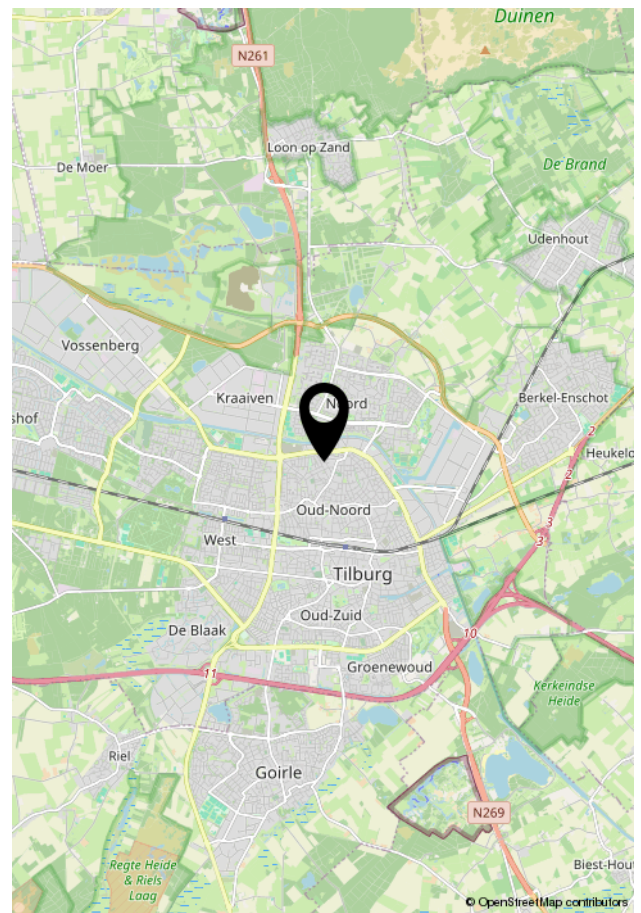 Duinen
N261
Loon op Zand
De Moer
De Brand
Udenhout
Vossenberg
Kraaiven
Noord
Berkel-Enschot
shof
2
Heukelo
2
Oud-Noord
3
West
3
Tilburg
Oud-Zuid
De Blaak
10
Groenewoud
11
Kerkeindse
Heide
Riel
Goirle
N269
Regte Heide
& Riels
Laag
Biest-Hout
© OpenStreetMap contributors